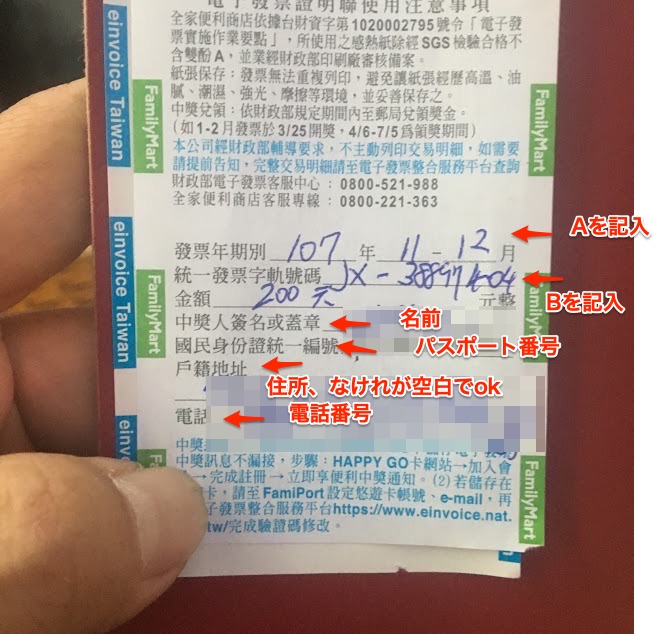 電子發票證明聯使用注意事項
全家便利商店依據台財資字第1020002795號令「電子發
票實施作業要點」，所使用之感熱紙除經SGS檢驗合格不
含雙酚A，並業經財政部印刷廠審核備案。
紙張保存：發票無法重複列印，避免讓紙張經歷高溫、油
膩、潮濕、強光、摩擦等環境，並妥善保存之。
中獎兌領：依財政部規定期間內至郵局兌領獎金。
(如1-2月發票於3/25開獎，4/6-7/5為領獎期間)
本公司經財政部輔導要求，不主動列印交易明細，如需要
請提前告知，完整交易明細請至電子發票整合服務平台查詢
財政部電子發票客服中心：0800-521-988
全家便利商店客服專線：0800-221-363
Aを記入
發票年期別 107 年 11 - 12 月
統一發票字軌號碼 JX-
Bを記入
金額 200元 元整
中獎人簽名或蓋章 名前
國民身份證統一編號 パスポート番号
戶籍地址
住所、なけれが空白でok
電話 電話番号
中獎
中獎訊息不漏接，步驟：HAPPY GO卡網站→加入會
→完成註冊→立即享便利中獎通知。(2)若儲存在
卡，請至FamiPort設定悠遊卡帳號、e-mail，再
子發票整合服務平台https://www.einvoice.nat.
tw/完成驗證碼修改。
einvoice Taiwan
FamilyMart
FamilyMart
einvoice Taiwan
FamilyMart
FamilyMart
einvoice
FamilyMart